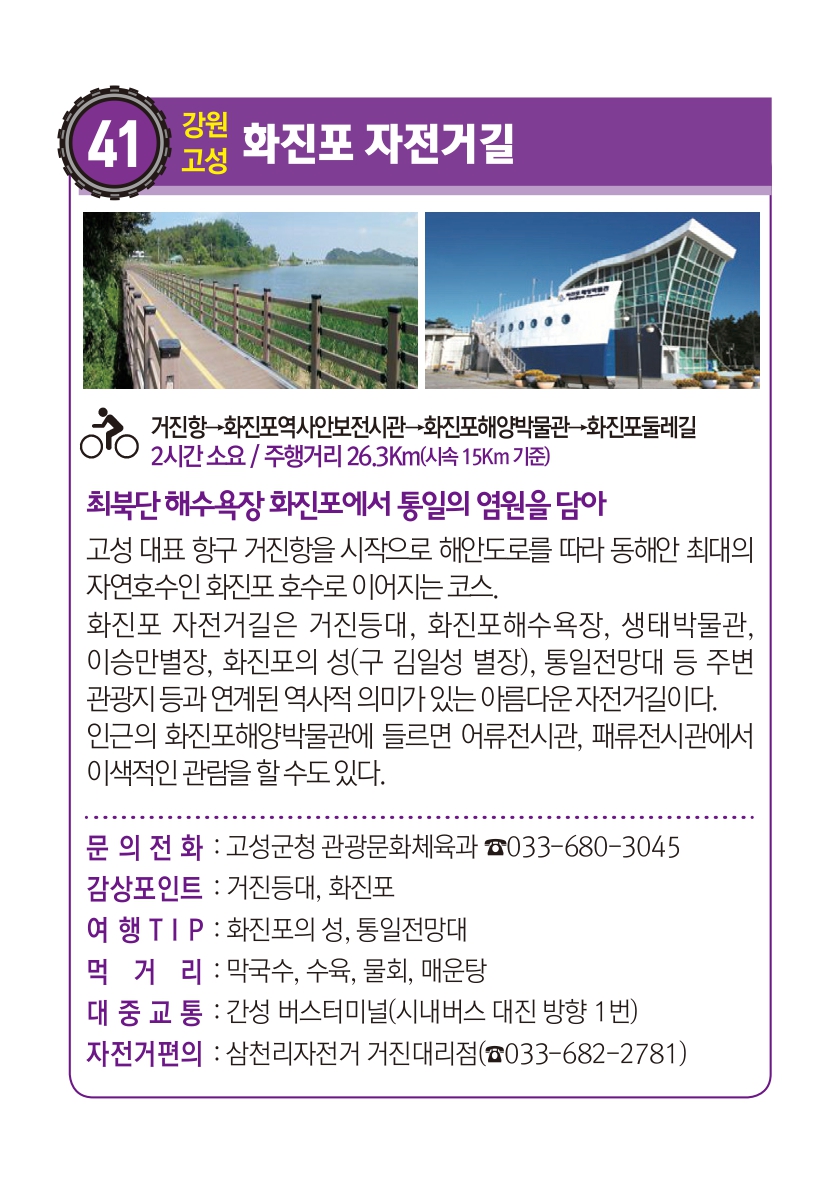 41
강원
고성
화진포 자전거길
거진항→화진포역사안보전시관→화진포해양박물관→화진포둘레길
2시간 소요 / 주행거리 26.3Km(시속 15Km 기준)
최북단 해수욕장 화진포에서 통일의 염원을 담아
고성 대표 항구 거진항을 시작으로 해안도로를 따라 동해안 최대의
자연호수인 화진포 호수로 이어지는 코스.
화진포 자전거길은 거진등대, 화진포해수욕장, 생태박물관,
이승만별장, 화진포의 성(구 김일성 별장), 통일전망대 등 주변
관광지 등과 연계된 역사적 의미가 있는 아름다운 자전거길이다.
인근의 화진포해양박물관에 들르면 어류전시관, 패류전시관에서
이색적인 관람을 할 수도 있다.
문의전화 : 고성군청 관광문화체육과 ☎033-680-3045
감상포인트 : 거진등대, 화진포
여행TIP : 화진포의 성, 통일전망대
먹거리 : 막국수, 수육, 물회, 매운탕
대중교통 : 간성 버스터미널(시내버스 대진 방향 1번)
자전거편의 : 삼천리자전거 거진대리점(☎033-682-2781)